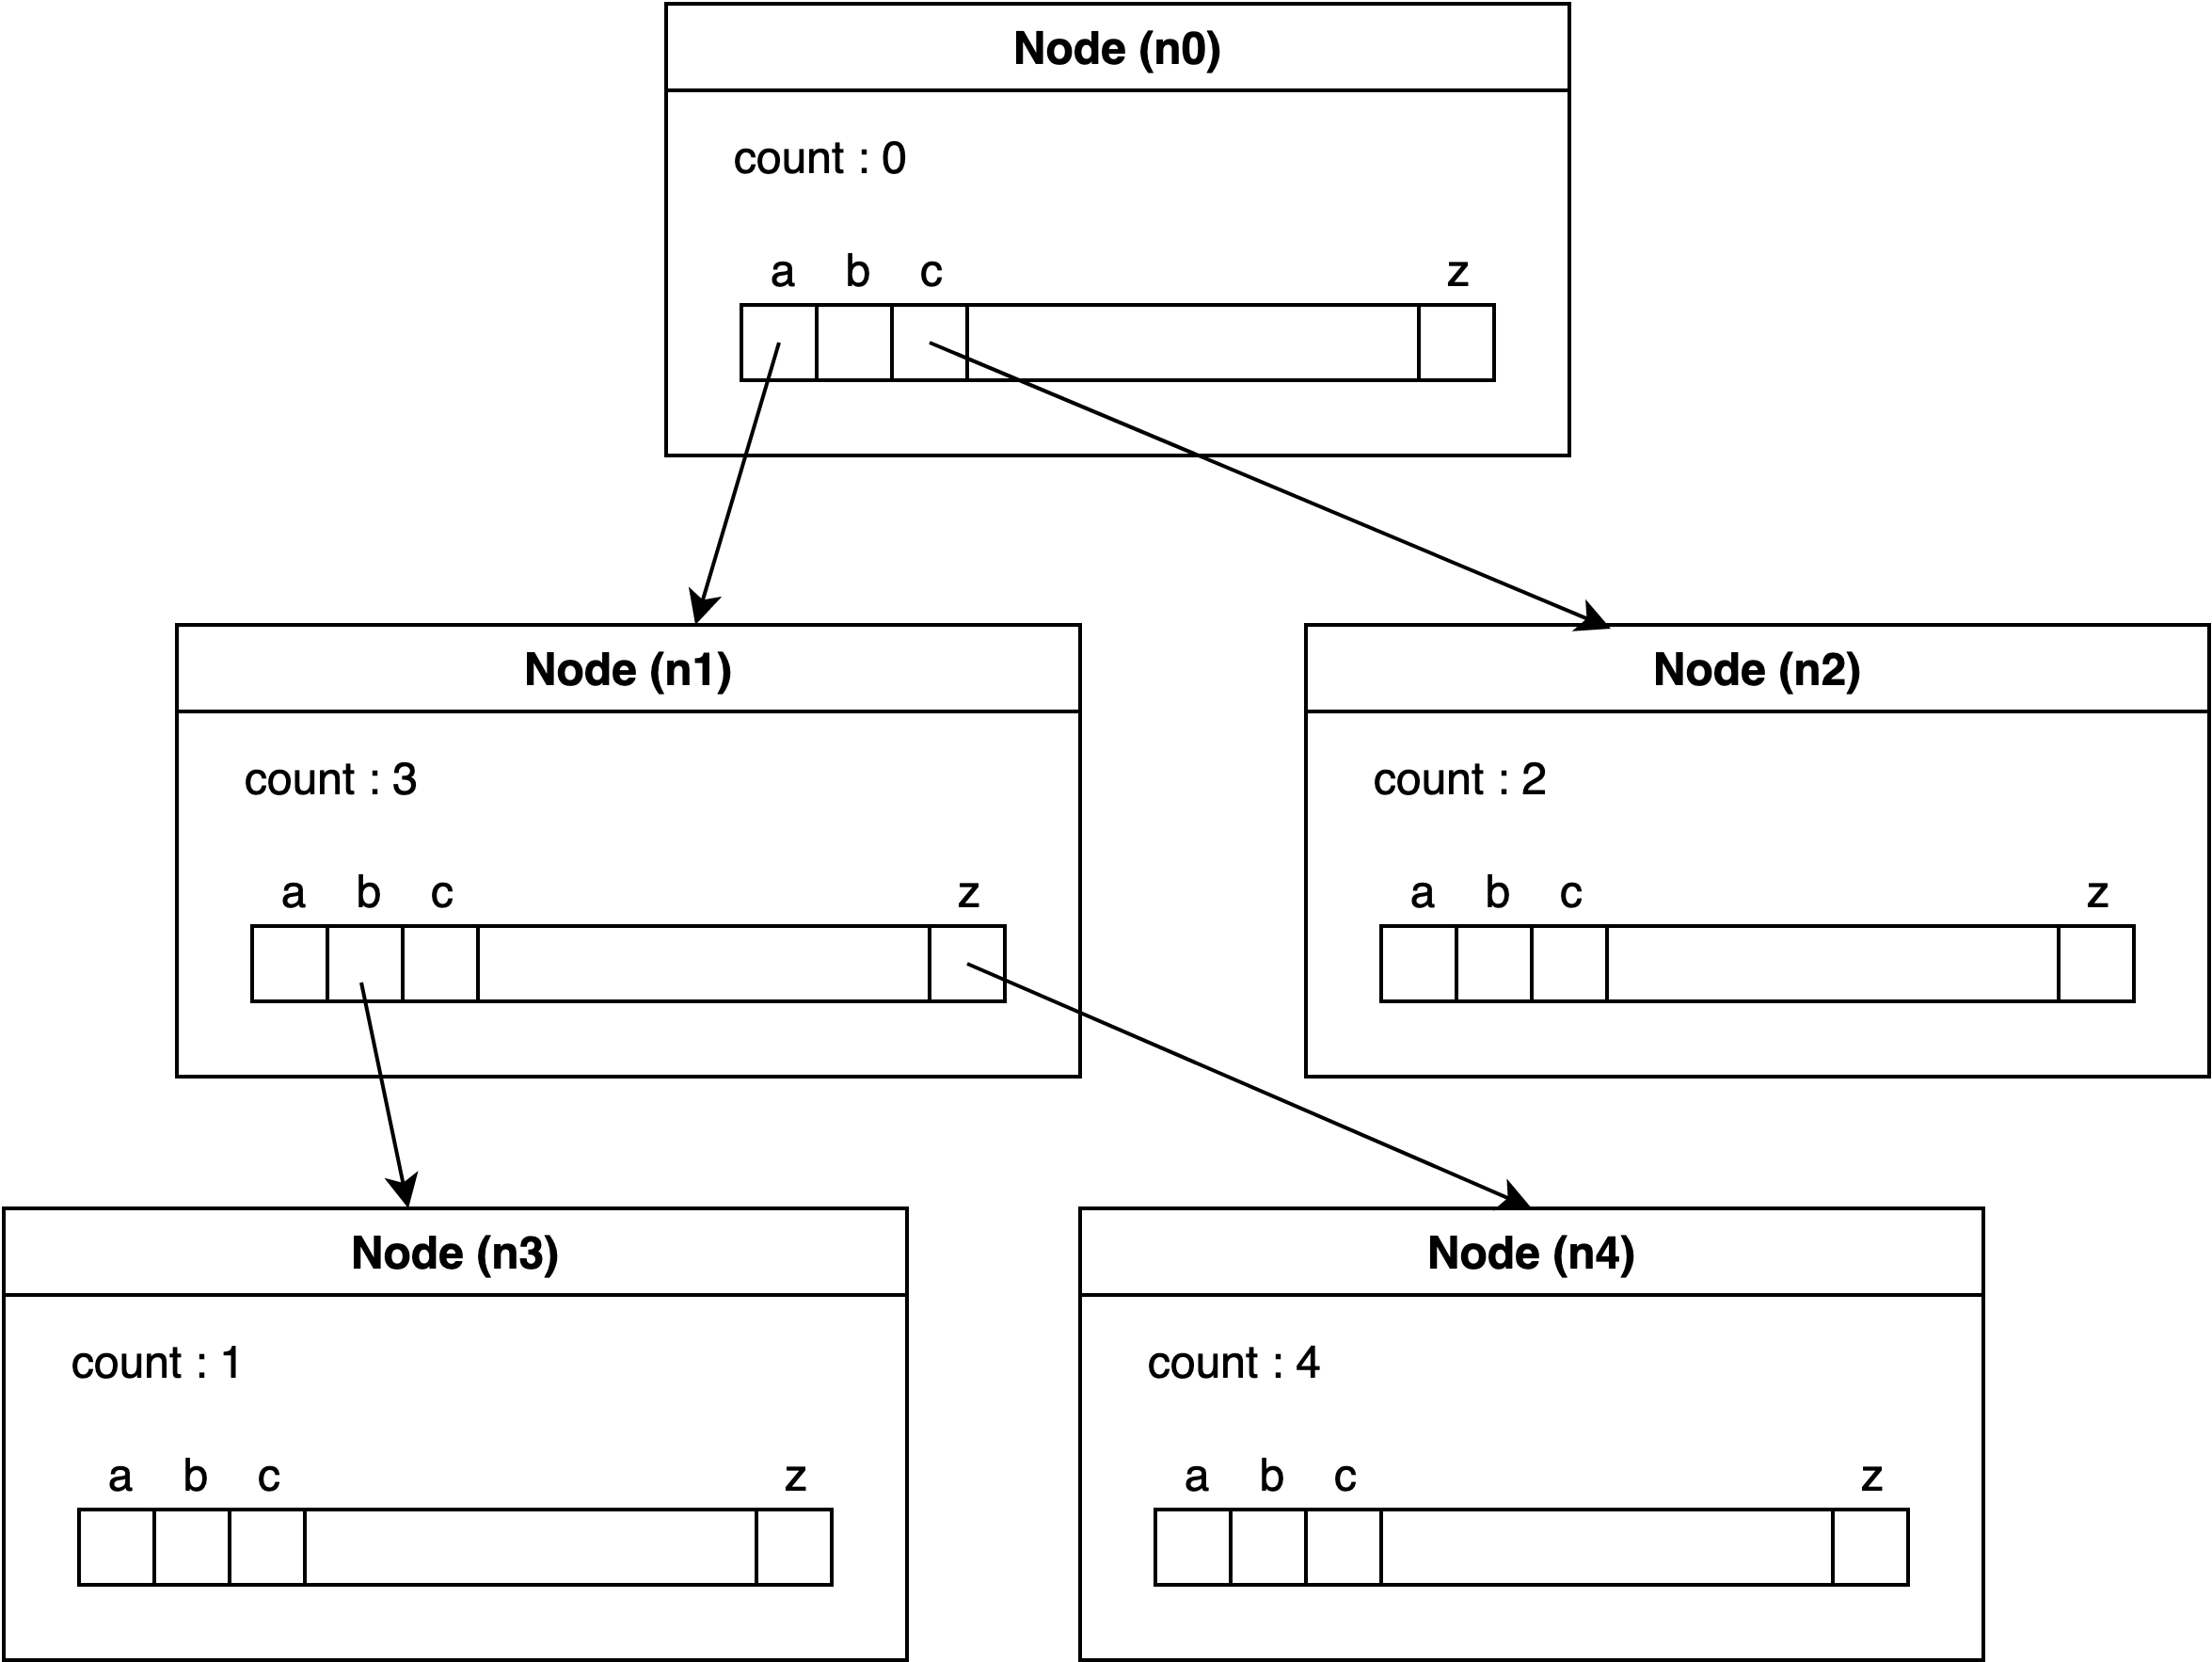 Node (n0)
count : 0
a b c z
Node (n1)
count : 3
a b c z
Node (n2)
count : 2
a b c z
Node (n3)
count : 1
a b c z
Node (n4)
count : 4
a b c z